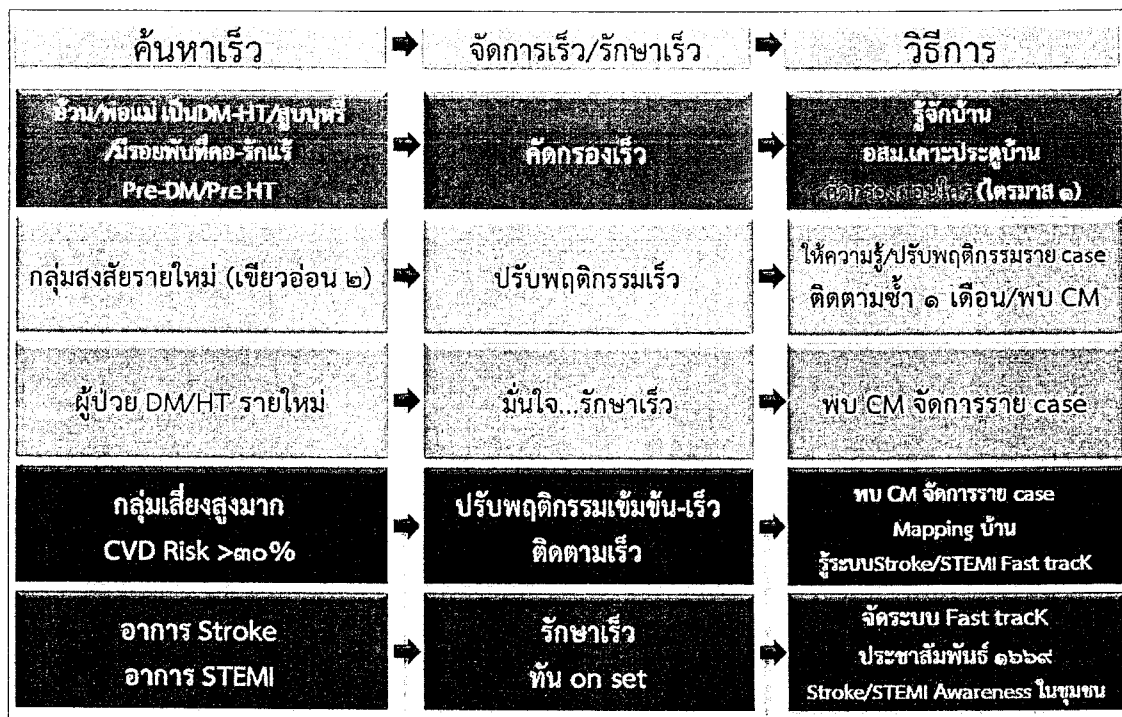 ค้นหาเร็ว
จัดการเร็ว/รักษาเร็ว
วิธีการ
อ้วน/พ่อแม่ เป็นDM-HT/สูบบุหรี่
/มีรอยพับที่คอ-รักแร้
Pre-DM/Pre HT
คัดกรองเร็ว
รู้จักบ้าน
อสม.เคาะประตูบ้าน
(ไตรมาส ๑)
กลุ่มสงสัยรายใหม่ (เขียวอ่อน ๒)
ปรับพฤติกรรมเร็ว
ให้ความรู้/ปรับพฤติกรรมราย case
ติดตามซ้ำ ๑ เดือน/พบ CM
ผู้ป่วย DM/HT รายใหม่
มั่นใจ...รักษาเร็ว
พบ CM จัดการราย case
กลุ่มเสี่ยงสูงมาก
CVD Risk >๓๐%
ปรับพฤติกรรมเข้มข้น-เร็ว
ติดตามเร็ว
พบ CM จัดการราย case
Mapping บ้าน
รู้ระบบStroke/STEMI Fast tracK
อาการ Stroke
อาการ STEMI
รักษาเร็ว
ทัน on set
จัดระบบ Fast tracK
ประชาสัมพันธ์ ๑๖๖๙
Stroke/STEMI Awareness ในชุมชน